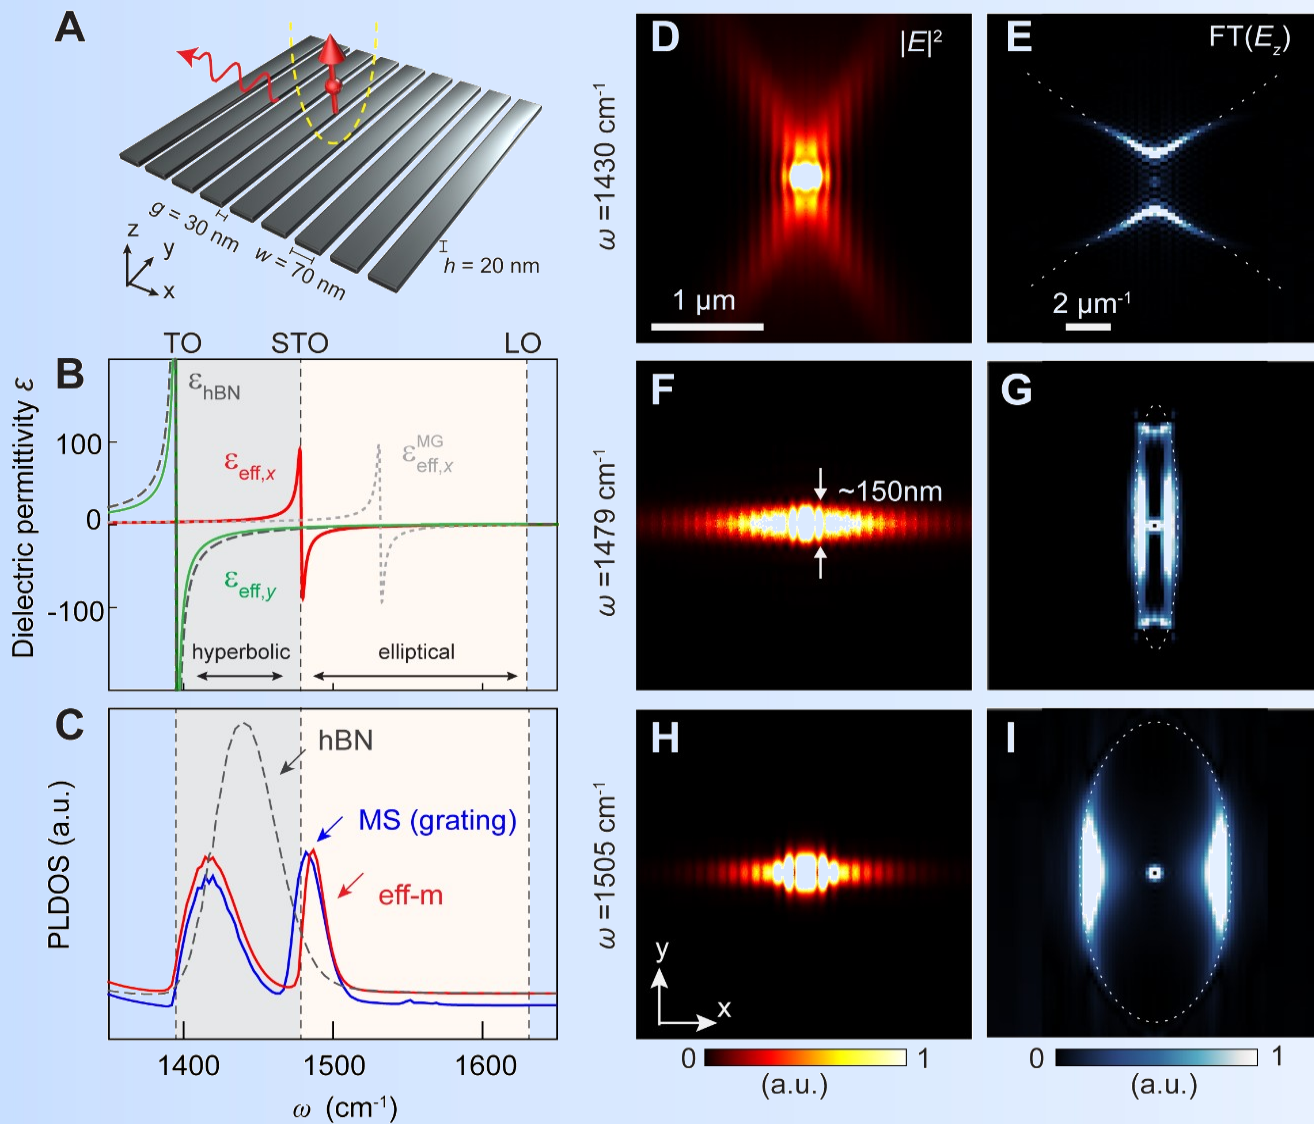 A
g = 30 nm
w = 70 nm
h = 20 nm
z
y
x
TO
STO
LO
B
Dielectric permittivity ε
100
0
-100
εhBN
εeff,x
εMGeff,x
εeff,y
hyperbolic
elliptical
C
PLDOS (a.u.)
hBN
MS (grating)
eff-m
1400
1500
1600
ω (cm⁻¹)
ω =1430 cm⁻¹
D
|E|²
1 μm
E
FT(Ez)
2 μm⁻¹
ω =1479 cm⁻¹
F
~150nm
G
ω =1505 cm⁻¹
H
y
x
I
0
1
(a.u.)
0
1
(a.u.)